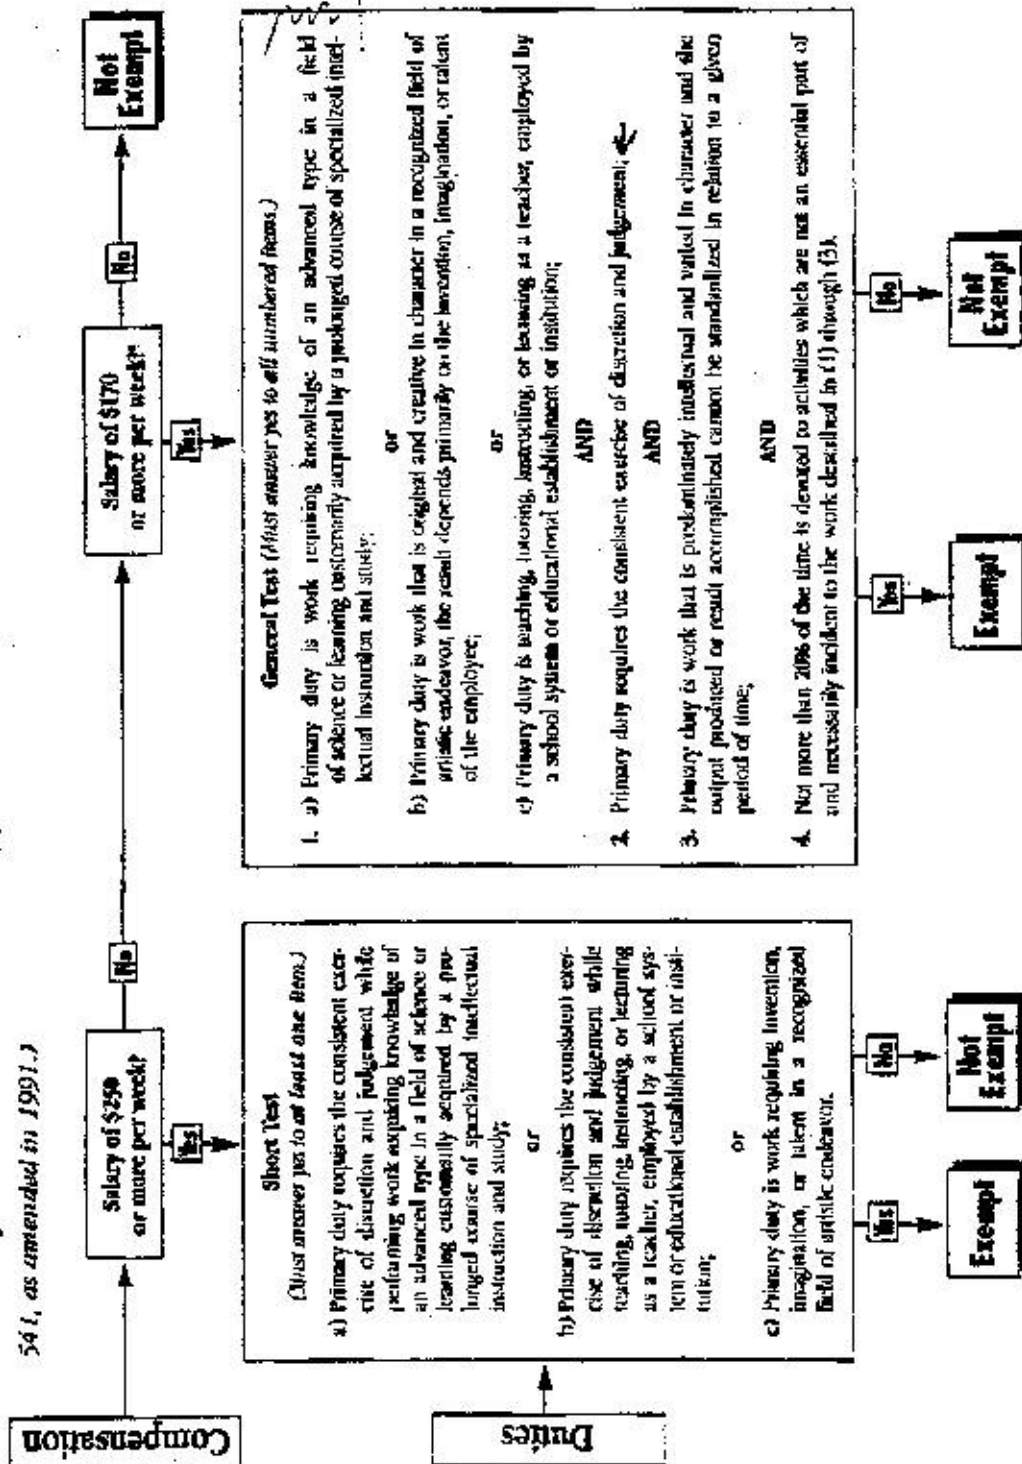 541, as amended in 1991.)
Compensation
Salary of $250
or more per week?
No
Salary of $170
or more per week?*
No
Not
Exempt
Yes
Yes
Duties
Short Test
(Must answer yes to at least one item.)
a) Primary duty requires the consistent exer-
cise of discretion and judgement while
performing work requiring knowledge of
an advanced type in a field of science or
learning customarily acquired by a pro-
longed course of specialized intellectual
instruction and study;
or
b) Primary duty requires the consistent exer-
cise of discretion and judgement while
teaching, tutoring, instructing, or lecturing
as a teacher, employed by a school sys-
tem or educational establishment or insti-
tution;
or
c) Primary duty is work requiring invention,
imagination, or talent in a recognized
field of artistic endeavor.
Yes
No
Exempt
Not
Exempt
General Test (Must answer yes to all numbered items.)
1. a) Primary duty is work requiring knowledge of an advanced type in a field
of science or learning customarily acquired by a prolonged course of specialized intel-
lectual instruction and study;
or
b) Primary duty is work that is original and creative in character in a recognized field of
artistic endeavor, the result depends primarily on the invention, imagination, or talent
of the employee;
or
c) Primary duty is teaching, tutoring, instructing, or lecturing as a teacher, employed by
a school system or educational establishment or institution;
AND
2. Primary duty requires the consistent exercise of discretion and judgement;
AND
3. Primary duty is work that is predominately intellectual and varied in character and the
output produced or result accomplished cannot be standardized in relation to a given
period of time;
AND
4. Not more than 20% of the time is devoted to activities which are not an essential part of
and necessarily incident to the work described in (1) through (3).
Yes
No
Exempt
Not
Exempt